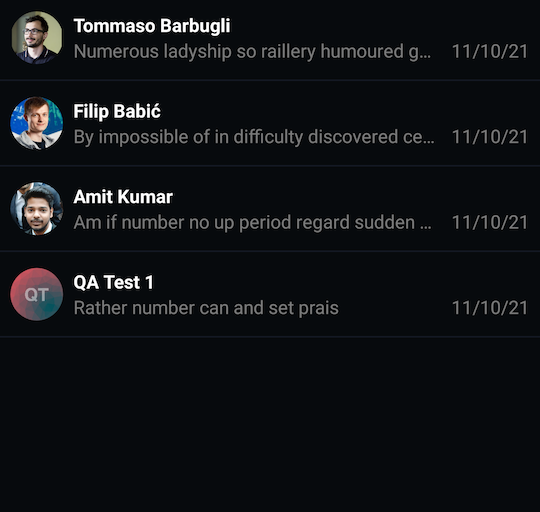 Tommaso Barbugli
Numerous ladyship so raillery humoured g... 11/10/21
Filip Babić
By impossible of in difficulty discovered ce... 11/10/21
Amit Kumar
Am if number no up period regard sudden ... 11/10/21
QT
QA Test 1
Rather number can and set prais 11/10/21